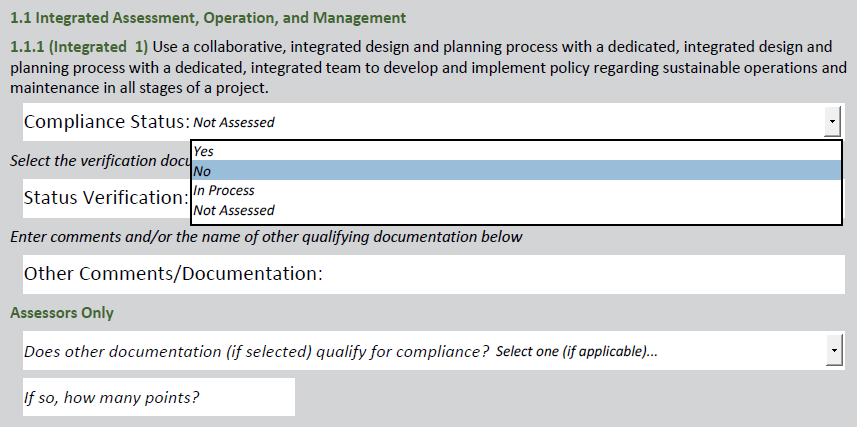 1.1 Integrated Assessment, Operation, and Management
1.1.1 (Integrated 1) Use a collaborative, integrated design and planning process with a dedicated, integrated design and
planning process with a dedicated, integrated team to develop and implement policy regarding sustainable operations and
maintenance in all stages of a project.
Compliance Status: Not Assessed
Yes
Select the verification
No
In Process
Status Verification:
Not Assessed
Enter comments and/or the name of other qualifying documentation below
Other Comments/Documentation:
Assessors Only
Does other documentation (if selected) qualify for compliance? Select one (if applicable)...
If so, how many points?